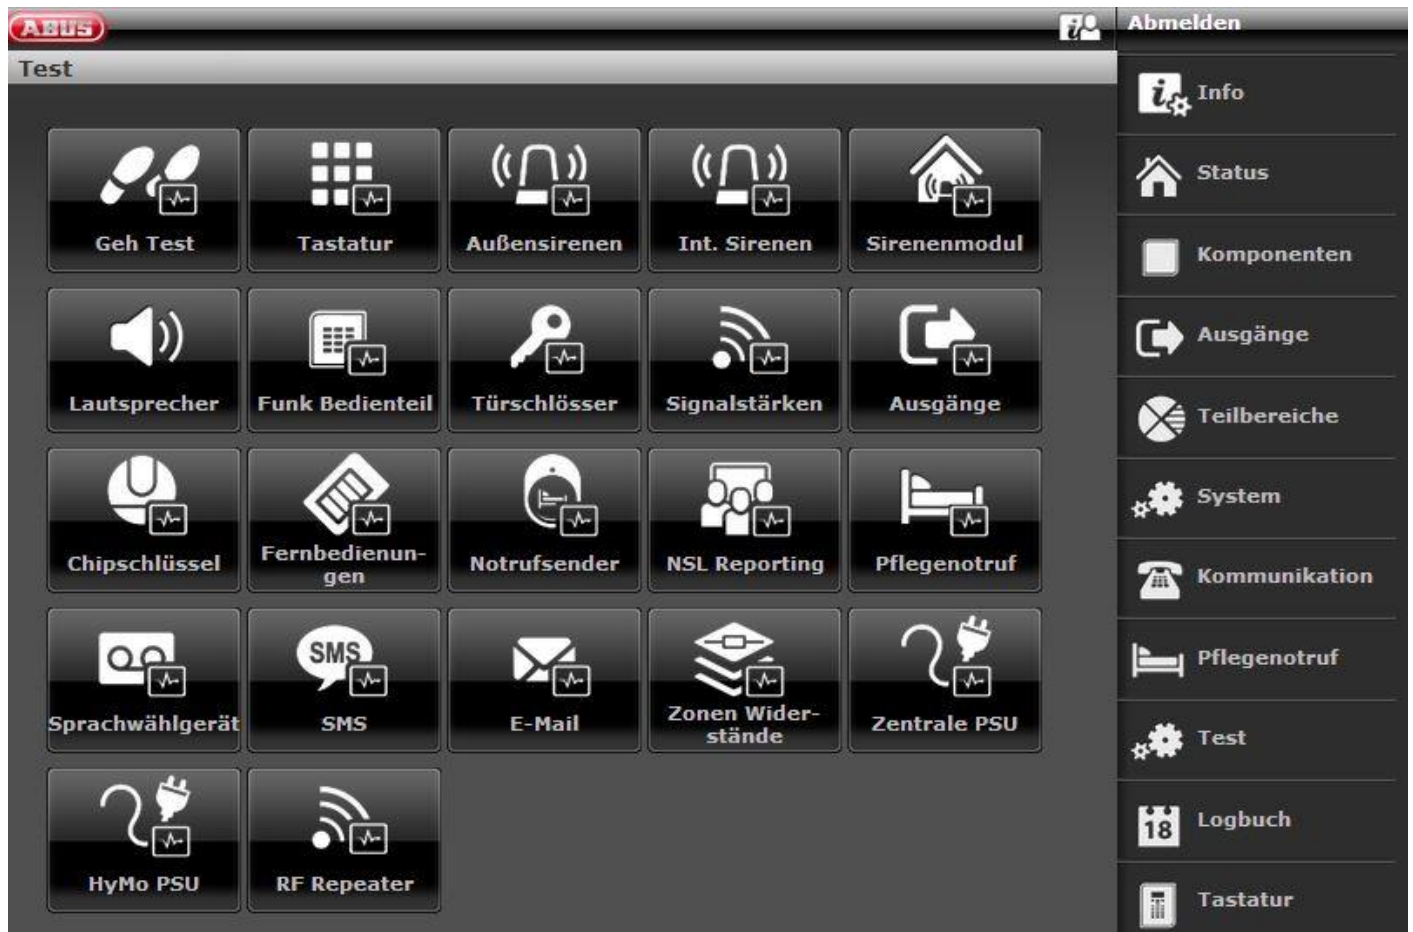 ABUS
Abmelden
Test
Geh Test
Tastatur
Außensirenen
Int. Sirenen
Sirenenmodul
Lautsprecher
Funk Bedienteil
Türschlösser
Signalstärken
Ausgänge
Chipschlüssel
Fernbedienun-
gen
Notrufsender
NSL Reporting
Pflegenotruf
Sprachwählgerät
SMS
SMS
E-Mail
Zonen Wider-
stände
Zentrale PSU
HyMo PSU
RF Repeater
Info
Status
Komponenten
Ausgänge
Teilbereiche
System
Kommunikation
Pflegenotruf
Test
18
Logbuch
Tastatur